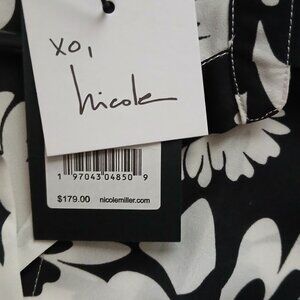 xo,
nicole
1 97043 04850 9
$179.00 nicolemiller.com